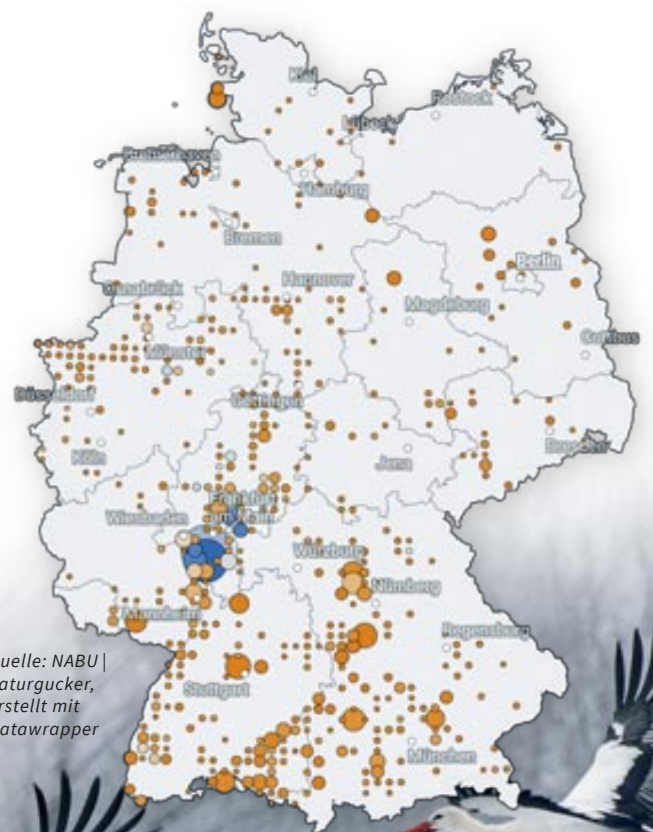 Kiel
Rostock
Lübeck
Bremerhaven
Hamburg
Bremen
Berlin
Hannover
Osnabrück
Magdeburg
Cottbus
Münster
Düsseldorf
Göttingen
Dresden
Köln
Jena
Frankfurt
am Main
Wiesbaden
Würzburg
Nürnberg
Mannheim
Regensburg
uelle: NABU |
aturgucker,
rstellt mit
atawrapper
Stuttgart
München